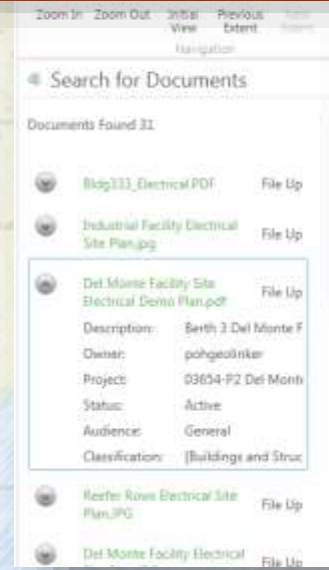 Zoom In Zoom Out Initial Previous
View Extent
Navigation
Search for Documents
Documents Found 31
Bldg333_Electrical.PDF File Up
Industrial Facility Electrical
Site Plan.jpg File Up
Del Monte Facility Site
Electrical Demo Plan.pdf File Up
Description: Berth 3 Del Monte F
Owner: pohgeolinker
Project: 03654-P2 Del Mont
Status: Active
Audience: General
Classification: [Buildings and Struc
Reefer Rows Electrical Site
Plan.JPG File Up
Del Monte Facility Electrical
File Up